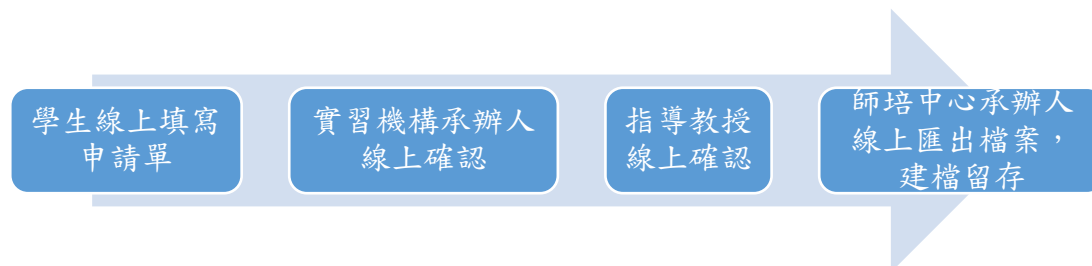 學生線上填寫
申請單
實習機構承辦人
線上確認
指導教授
線上確認
師培中心承辦人
線上匯出檔案，
建檔留存